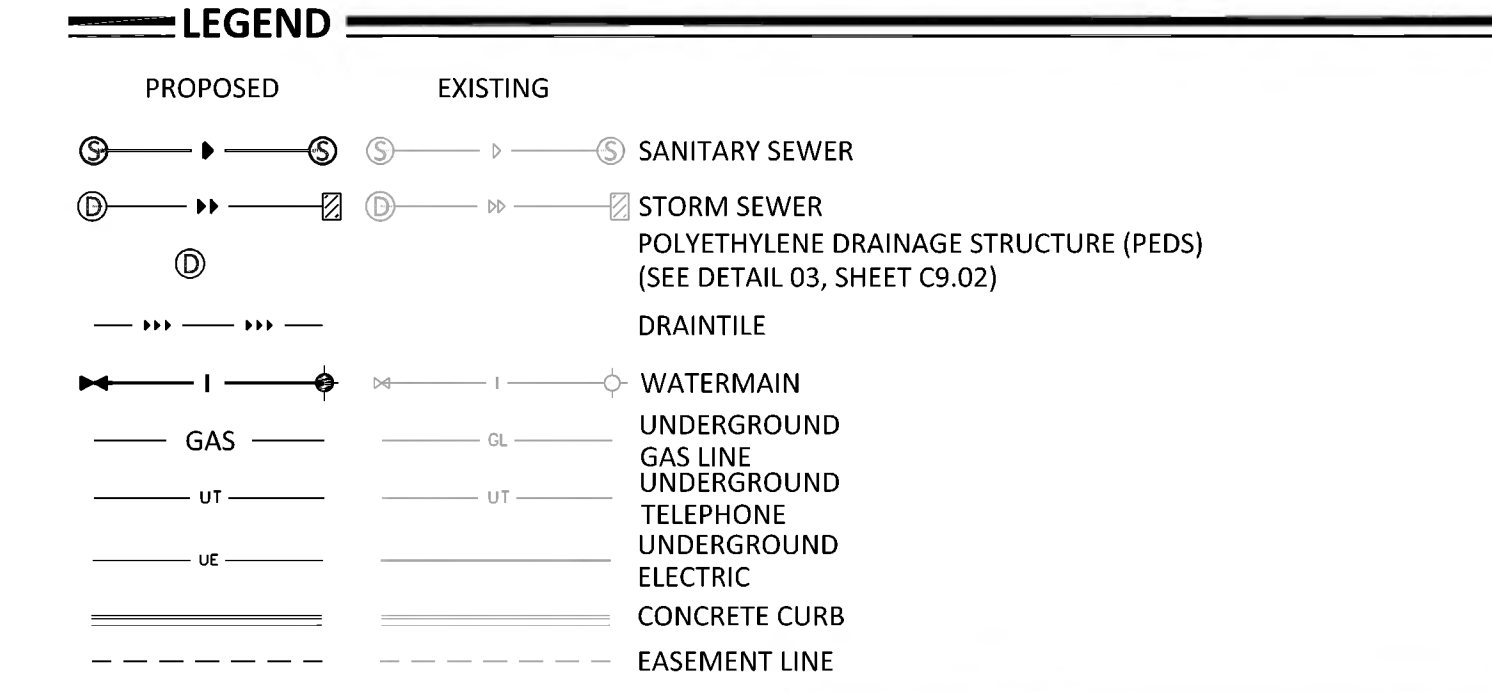 LEGEND
PROPOSED EXISTING
S S S S SANITARY SEWER
D D STORM SEWER
D POLYETHYLENE DRAINAGE STRUCTURE (PEDS)
(SEE DETAIL 03, SHEET C9.02)
DRAINTILE
I I WATERMAIN
GAS GL UNDERGROUND
GAS LINE
UT UT UNDERGROUND
TELEPHONE
UE UNDERGROUND
ELECTRIC
CONCRETE CURB
EASEMENT LINE